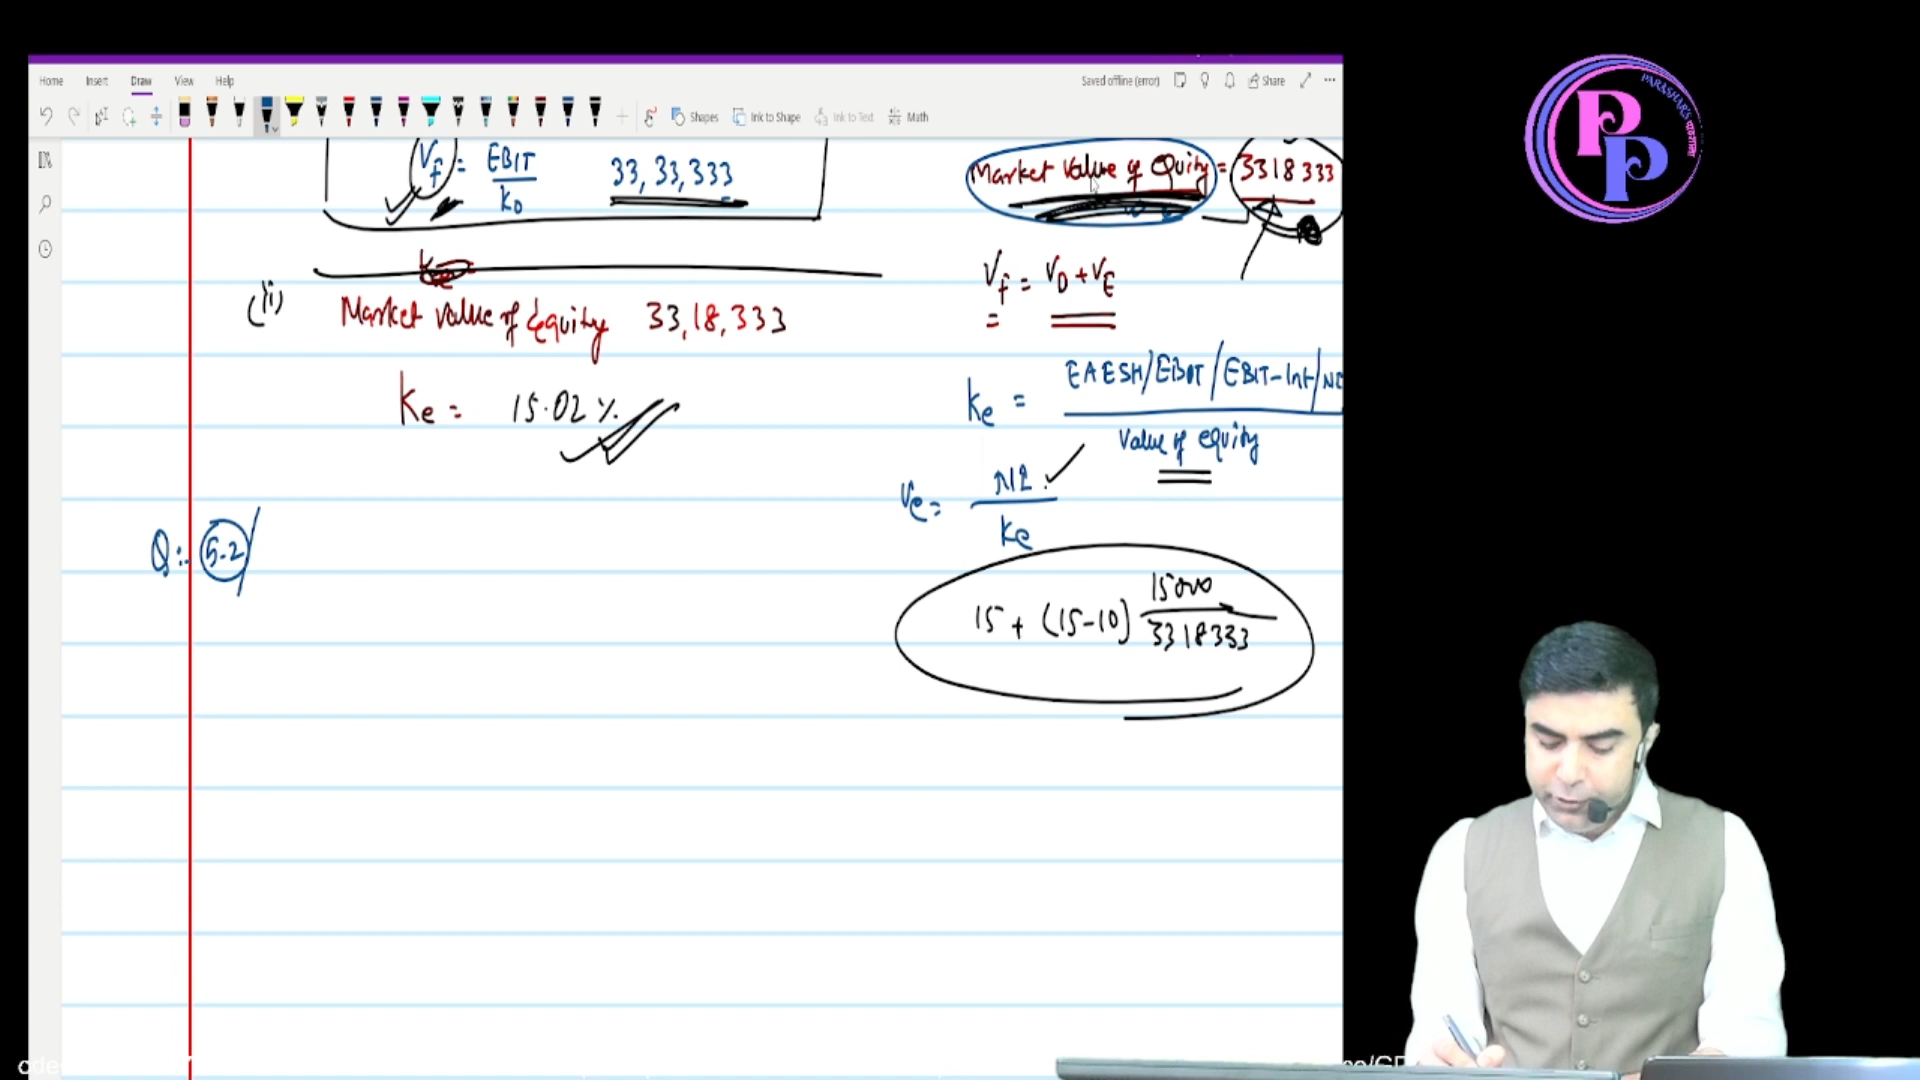 Home Insert Draw View Help
Saved offline (error) Share
Shapes Ink to Shape Ink to Text Math
Vf = EBIT / K0 33,33,333
Market Value of Equity = 3318333
Vf = VD + VE
(ii) Market Value of Equity 33,18,333
Ke = 15.02 %
Ke = EAESH/EBT/EBIT-Int/
Value of equity
Ve = NI / Ke
Q:- 5.2
15 + (15-10) 15000 / 3318333
PP
PARASHAR'S